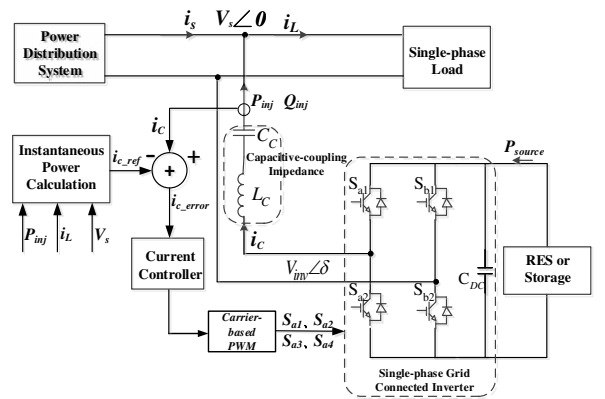 i_s
V_s∠0
i_L
Power
Distribution
System
Single-phase
Load
P_inj Q_inj
i_C
C_C
Capacitive-coupling
Impedance
L_C
i_C
P_source
Instantaneous
Power
Calculation
i_c_ref
-
+
+
i_c_error
P_inj
i_L
V_s
S_a1
S_b1
C_DC
RES or
Storage
Current
Controller
V_inv∠δ
S_a2
S_b2
Carrier-
based
PWM
S_a1、S_a2
S_a3、S_a4
Single-phase Grid
Connected Inverter